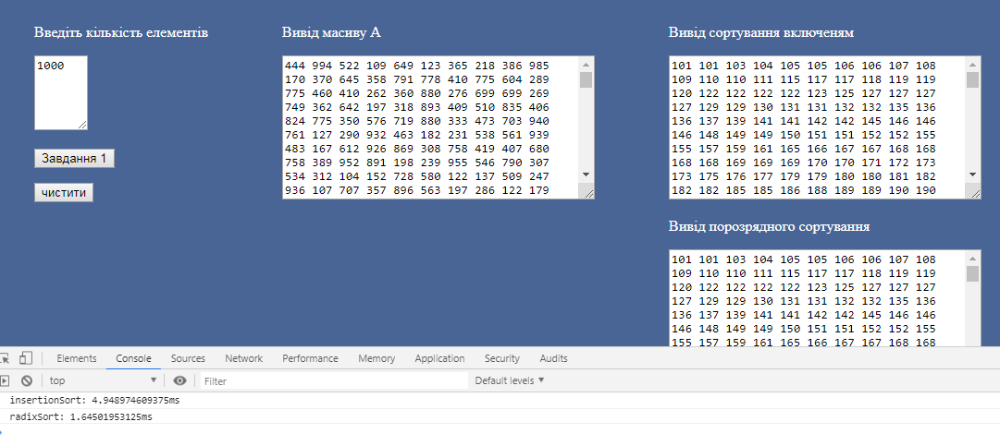 Введіть кількість елементів
1000
Завдання 1
чистити
Вивід масиву А
444 994 522 109 649 123 365 218 386 985
170 370 645 358 791 778 410 775 604 289
775 460 410 262 360 880 276 699 699 269
749 362 642 197 318 893 409 510 835 406
824 775 350 576 719 880 333 473 703 940
761 127 290 932 463 182 231 538 561 939
483 167 612 926 869 308 758 419 407 680
758 389 952 891 198 239 955 546 790 307
534 312 104 152 728 580 122 137 509 247
936 107 707 357 896 563 197 286 122 179
Вивід сортування включеням
101 101 103 104 105 105 106 106 107 108
109 110 110 111 115 117 117 118 119 119
120 122 122 122 122 123 125 127 127 127
127 129 129 130 131 131 132 132 135 136
136 137 139 141 141 142 142 145 146 146
146 148 149 149 150 151 151 152 152 155
155 157 159 161 165 166 167 167 168 168
168 168 169 169 169 170 170 171 172 173
173 175 176 177 179 179 180 180 181 182
182 182 185 185 186 188 189 189 190 190
Вивід порозрядного сортування
101 101 103 104 105 105 106 106 107 108
109 110 110 111 115 117 117 118 119 119
120 122 122 122 122 123 125 127 127 127
127 129 129 130 131 131 132 132 135 136
136 137 139 141 141 142 142 145 146 146
146 148 149 149 150 151 151 152 152 155
155 157 159 161 165 166 167 167 168 168
Elements Console Sources Network Performance Memory Application Security Audits
top Filter Default levels
insertionSort: 4.948974609375ms
radixSort: 1.64501953125ms